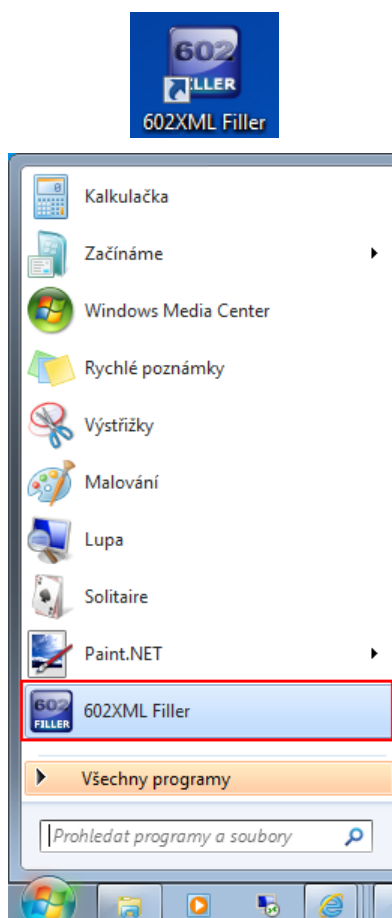 602
FILLER
602XML Filler
Kalkulačka
Začínáme
Windows Media Center
Rychlé poznámky
Výstřižky
Malování
Lupa
Solitaire
Paint.NET
602
FILLER
602XML Filler
Všechny programy
Prohledat programy a soubory